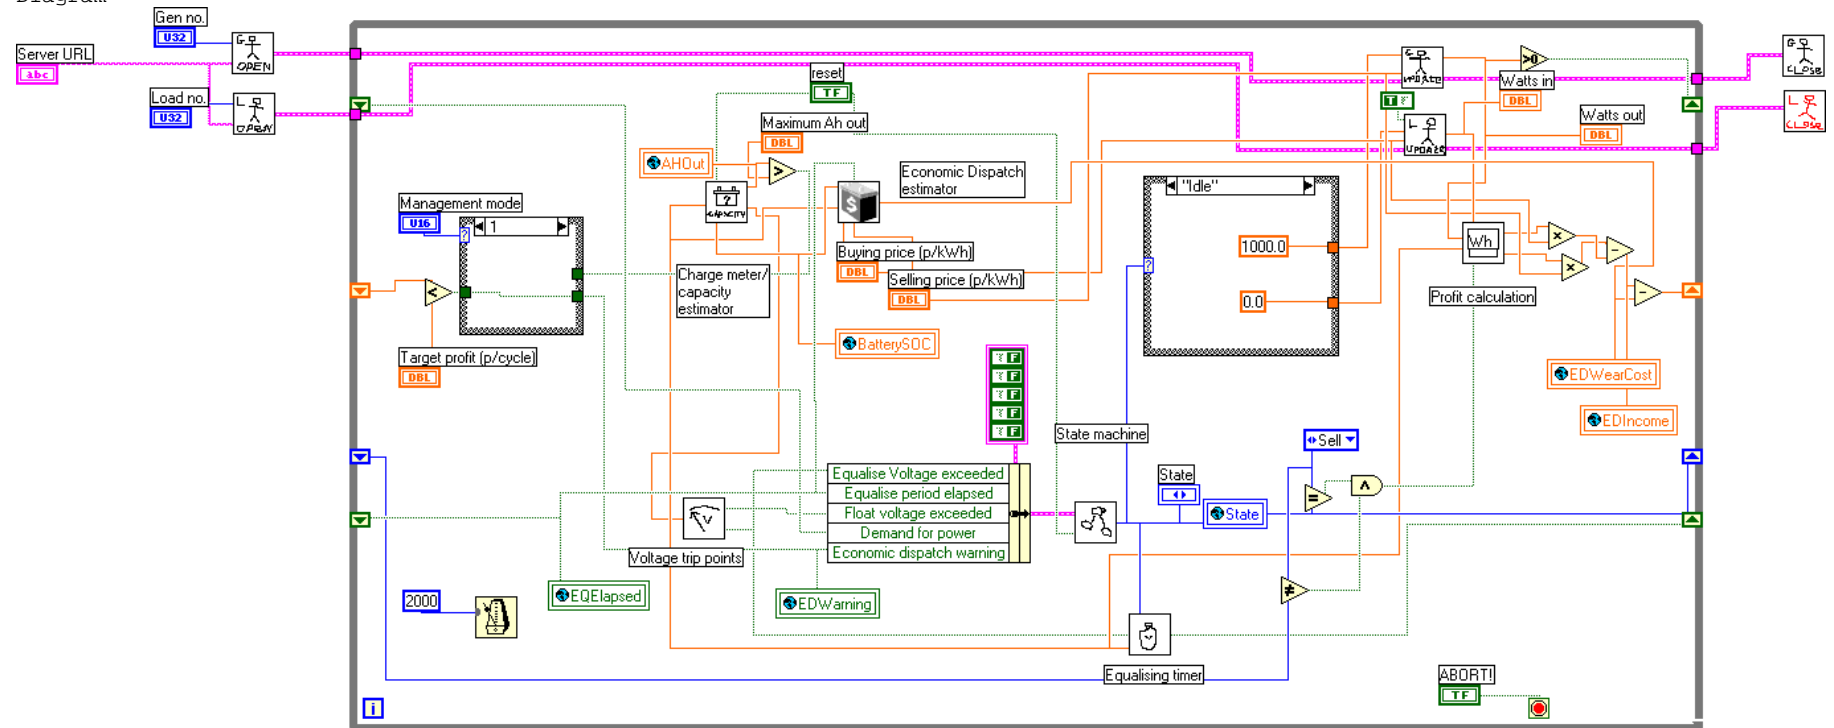 Diagram
Gen no.
U32
Server URL
abc
G
OPEN
Load no.
U32
L
OPEN
reset
TF
Maximum Ah out
DBL
AHOut
>
?
CAPACITY
$
Economic Dispatch
estimator
Management mode
U16
?
1
Buying price (p/kWh)
DBL
Selling price (p/kWh)
DBL
Charge meter/
capacity
estimator
<
Target profit (p/cycle)
DBL
BatterySOC
G
UPDATE
>0
Watts in
DBL
T F
L
UPDATE
Watts out
DBL
G
CLOSE
L
CLOSE
"Idle"
?
1000.0
0.0
Wh
x
x
-
-
Profit calculation
EDWearCost
EDIncome
F
F
F
F
F
State machine
Sell
Equalise Voltage exceeded
Equalise period elapsed
Float voltage exceeded
Demand for power
Economic dispatch warning
V
Voltage trip points
State
State
=
∧
≠
EQElapsed
EDWarning
2000
Equalising timer
ABORT!
TF
i